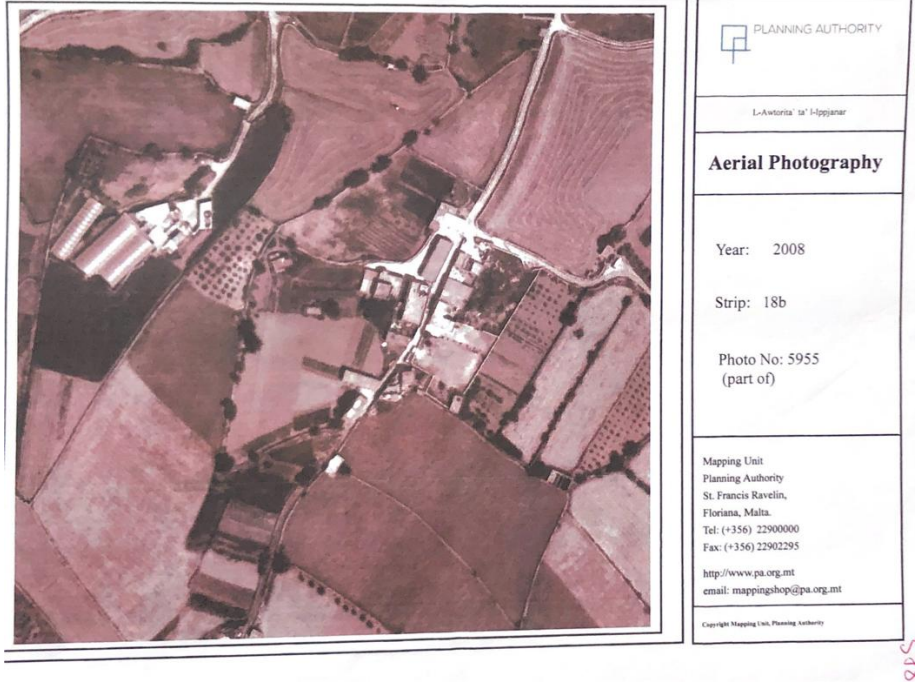 PLANNING AUTHORITY
L-Awtorita` ta' l-Ippjanar
Aerial Photography
Year: 2008
Strip: 18b
Photo No: 5955
(part of)
Mapping Unit
Planning Authority
St. Francis Ravelin,
Floriana, Malta.
Tel: (+356) 22900000
Fax: (+356) 22902295
http://www.pa.org.mt
email: mappingshop@pa.org.mt
Copyright Mapping Unit, Planning Authority